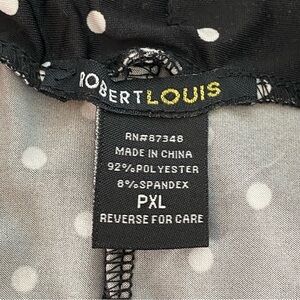 ROBERTLOUIS
RN#87348
MADE IN CHINA
92%POLYESTER
8%SPANDEX
PXL
REVERSE FOR CARE